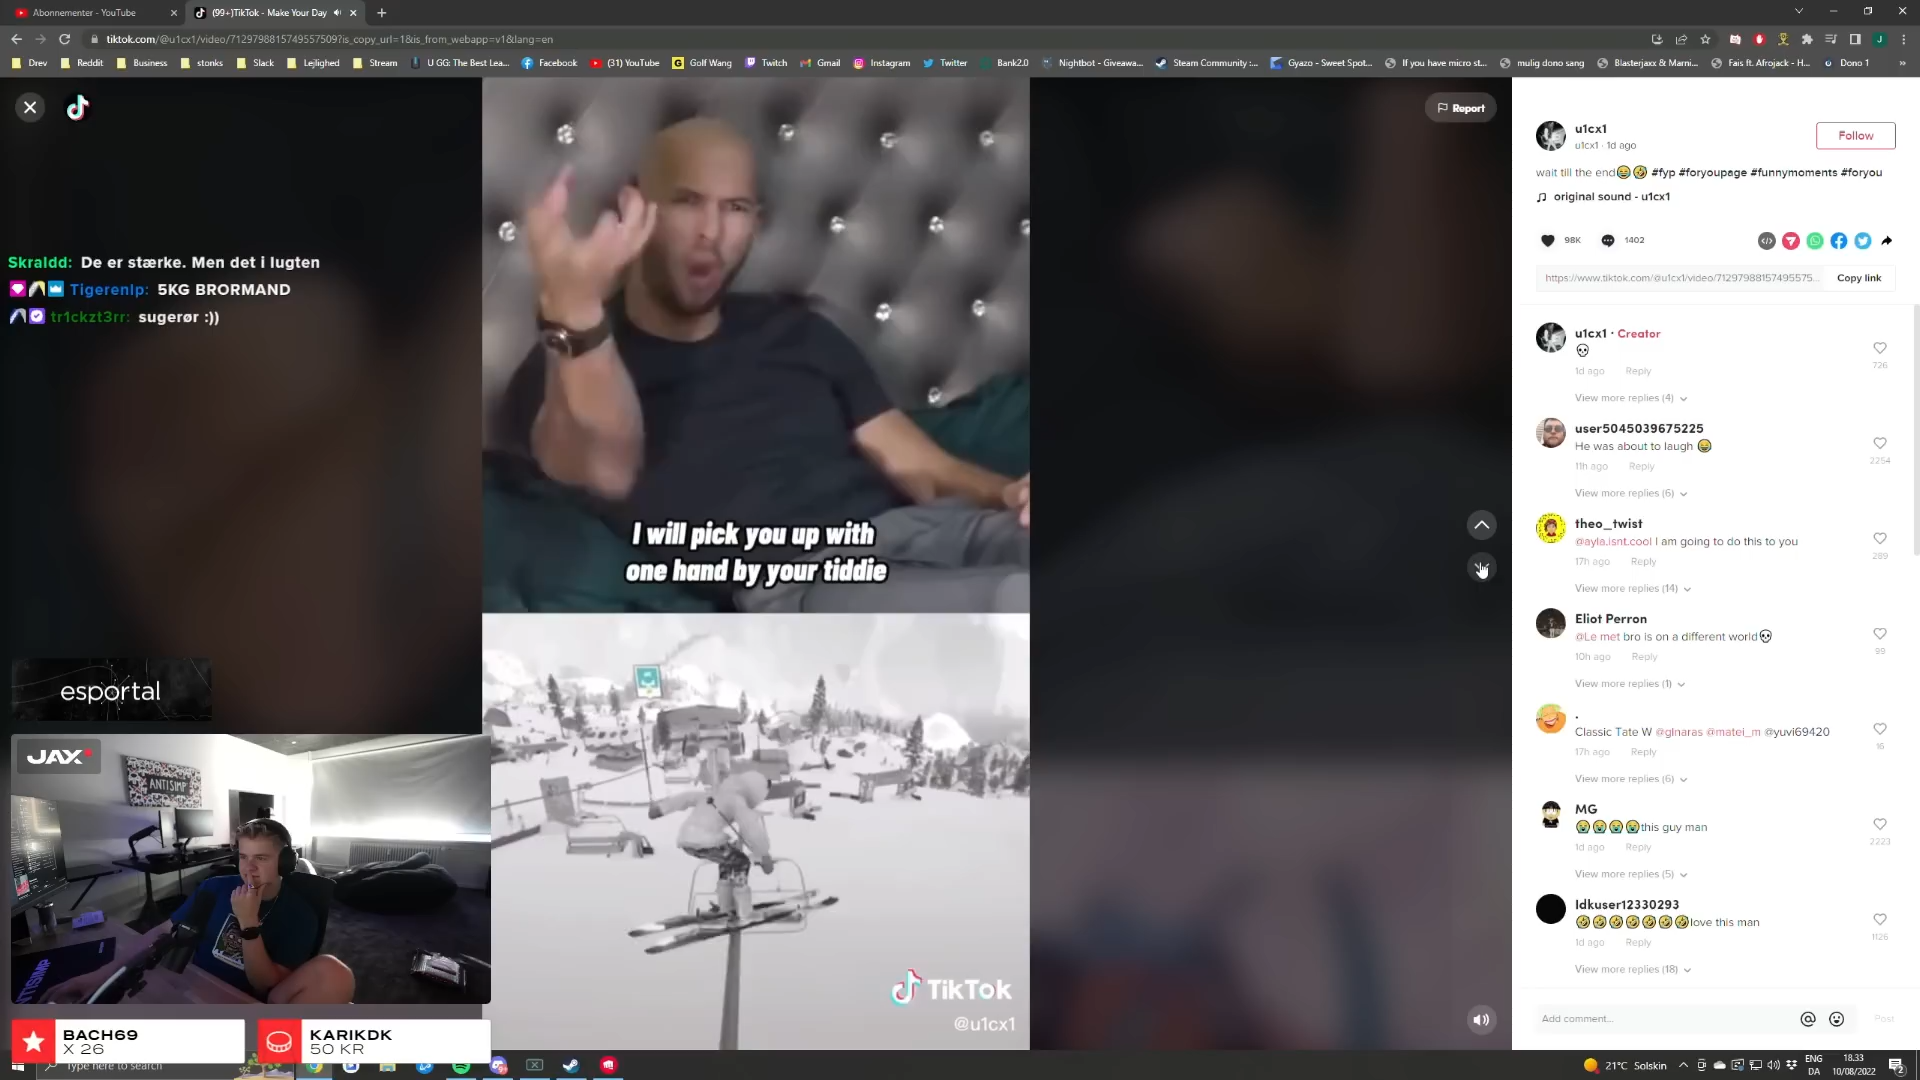 Abonnementer - YouTube
(99+)TikTok - Make Your Day
tiktok.com/@u1cx1/video/7129798815749557509?is_copy_url=1&is_from_webapp=v1&lang=en
Drev
Reddit
Business
stonks
Slack
Lejlighed
Stream
U GG: The Best Lea...
Facebook
(31) YouTube
Golf Wang
Twitch
Gmail
Instagram
Twitter
Bank2.0
Nightbot - Giveawa...
Steam Community :...
Gyazo - Sweet Spot...
If you have micro st...
mulig dono sang
Blasterjaxx & Marni...
Fais ft. Afrojack - H...
Dono 1
Report
Skraldd: De er stærke. Men det i lugten
Tigerenlp: 5KG BRORMAND
tr1ckzt3rr: sugerør :))
I will pick you up with
one hand by your tiddie
esportal
JAX
ANTISIMP
ANTISIMP
TikTok
@u1cx1
BACH69
X 26
KARIKDK
50 KR
u1cx1
u1cx1 · 1d ago
Follow
wait till the end😂🤣 #fyp #foryoupage #funnymoments #foryou
original sound - u1cx1
98K
1402
https://www.tiktok.com/@u1cx1/video/71297988157495575...
Copy link
u1cx1 · Creator
💀
1d ago Reply
726
View more replies (4)
user5045039675225
He was about to laugh 😂
11h ago Reply
2254
View more replies (6)
theo_twist
@ayla.isnt.cool I am going to do this to you
17h ago Reply
289
View more replies (14)
Eliot Perron
@Le met bro is on a different world💀
10h ago Reply
99
View more replies (1)
.
Classic Tate W @glnaras @matei_m @yuvi69420
17h ago Reply
16
View more replies (6)
MG
😭😭😭😭this guy man
1d ago Reply
2223
View more replies (5)
Idkuser12330293
🤣🤣🤣🤣🤣🤣🤣love this man
1d ago Reply
1126
View more replies (18)
Add comment...
Post
Type here to search
21°C Solskin
ENG
DA
18.33
10/08/2022
2